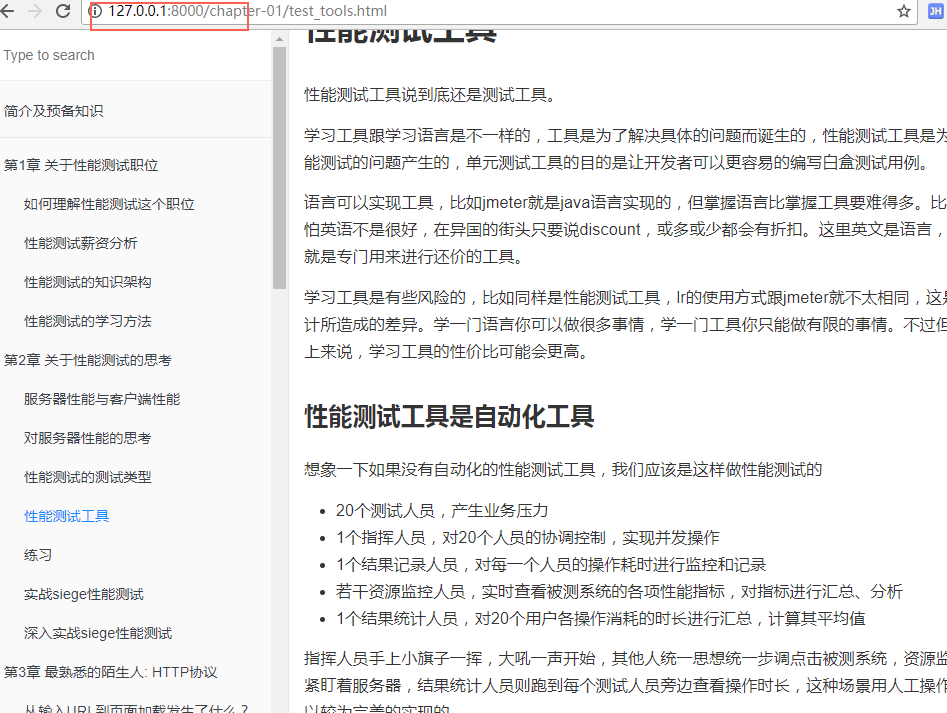 127.0.0.1:8000/chapter-01/test_tools.html
JH
Type to search
简介及预备知识
第1章 关于性能测试职位
如何理解性能测试这个职位
性能测试薪资分析
性能测试的知识架构
性能测试的学习方法
第2章 关于性能测试的思考
服务器性能与客户端性能
对服务器性能的思考
性能测试的测试类型
性能测试工具
练习
实战siege性能测试
深入实战siege性能测试
第3章 最熟悉的陌生人: HTTP协议
从输入URL到页面加载发生了什么？
性能测试工具
性能测试工具说到底还是测试工具。
学习工具跟学习语言是不一样的，工具是为了解决具体的问题而诞生的，性能测试工具是为
能测试的问题产生的，单元测试工具的目的是让开发者可以更容易的编写白盒测试用例。
语言可以实现工具，比如jmeter就是java语言实现的，但掌握语言比掌握工具要难得多。比
怕英语不是很好，在异国的街头只要说discount，或多或少都会有折扣。这里英文是语言，
就是专门用来进行还价的工具。
学习工具是有些风险的，比如同样是性能测试工具，lr的使用方式跟jmeter就不太相同，这是
计所造成的差异。学一门语言你可以做很多事情，学一门工具你只能做有限的事情。不过但
上来说，学习工具的性价比可能会更高。
性能测试工具是自动化工具
想象一下如果没有自动化的性能测试工具，我们应该是这样做性能测试的
• 20个测试人员，产生业务压力
• 1个指挥人员，对20个人员的协调控制，实现并发操作
• 1个结果记录人员，对每一个人员的操作耗时进行监控和记录
• 若干资源监控人员，实时查看被测系统的各项性能指标，对指标进行汇总、分析
• 1个结果统计人员，对20个用户各操作消耗的时长进行汇总，计算其平均值
指挥人员手上小旗子一挥，大吼一声开始，其他人统一思想统一步调点击被测系统，资源监
紧盯着服务器，结果统计人员则跑到每个测试人员旁边查看操作时长，这种场景用人工操作
以较为完善的实现的